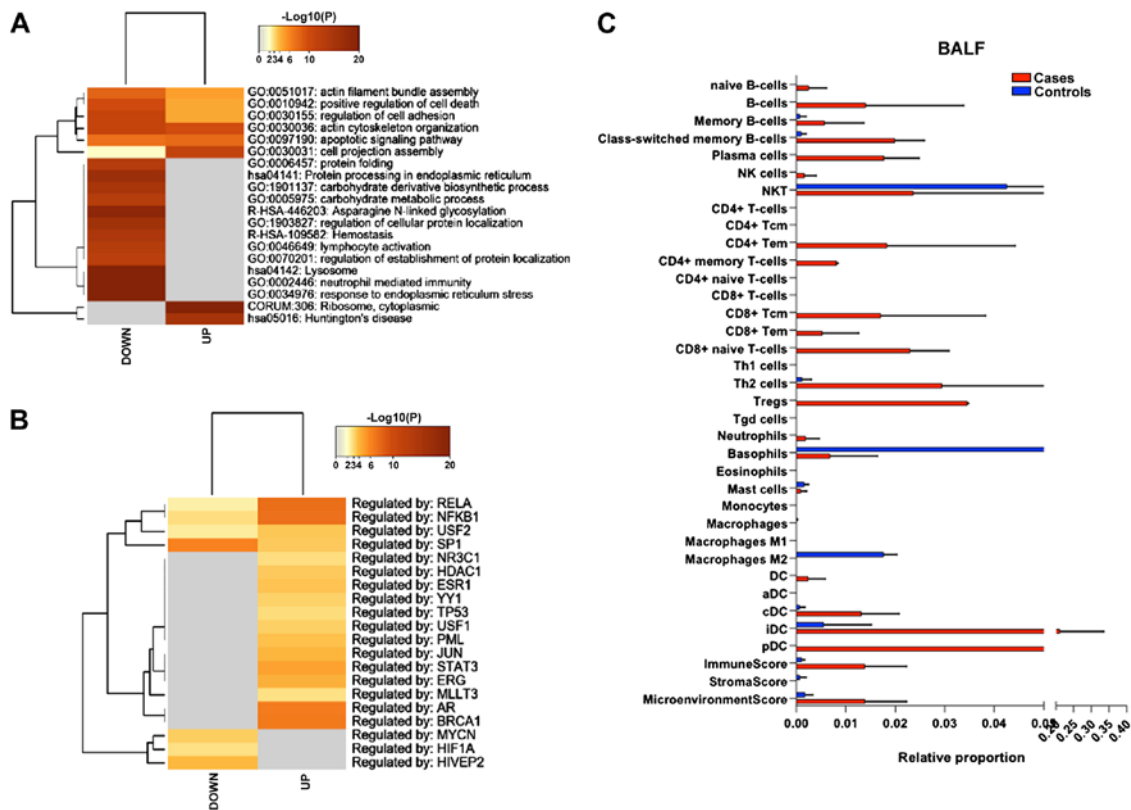 A
-Log10(P)
0 2 3 4 6 10 20
GO:0051017: actin filament bundle assembly
GO:0010942: positive regulation of cell death
GO:0030155: regulation of cell adhesion
GO:0030036: actin cytoskeleton organization
GO:0097190: apoptotic signaling pathway
GO:0030031: cell projection assembly
GO:0006457: protein folding
hsa04141: Protein processing in endoplasmic reticulum
GO:1901137: carbohydrate derivative biosynthetic process
GO:0005975: carbohydrate metabolic process
R-HSA-446203: Asparagine N-linked glycosylation
GO:1903827: regulation of cellular protein localization
R-HSA-109582: Hemostasis
GO:0046649: lymphocyte activation
GO:0070201: regulation of establishment of protein localization
hsa04142: Lysosome
GO:0002446: neutrophil mediated immunity
GO:0034976: response to endoplasmic reticulum stress
CORUM:306: Ribosome, cytoplasmic
hsa05016: Huntington's disease
DOWN
UP
B
-Log10(P)
0 2 3 4 6 10 20
Regulated by: RELA
Regulated by: NFKB1
Regulated by: USF2
Regulated by: SP1
Regulated by: NR3C1
Regulated by: HDAC1
Regulated by: ESR1
Regulated by: YY1
Regulated by: TP53
Regulated by: USF1
Regulated by: PML
Regulated by: JUN
Regulated by: STAT3
Regulated by: ERG
Regulated by: MLLT3
Regulated by: AR
Regulated by: BRCA1
Regulated by: MYCN
Regulated by: HIF1A
Regulated by: HIVEP2
DOWN
UP
C
BALF
Cases
Controls
naive B-cells
B-cells
Memory B-cells
Class-switched memory B-cells
Plasma cells
NK cells
NKT
CD4+ T-cells
CD4+ Tcm
CD4+ Tem
CD4+ memory T-cells
CD4+ naive T-cells
CD8+ T-cells
CD8+ Tcm
CD8+ Tem
CD8+ naive T-cells
Th1 cells
Th2 cells
Tregs
Tgd cells
Neutrophils
Basophils
Eosinophils
Mast cells
Monocytes
Macrophages
Macrophages M1
Macrophages M2
DC
aDC
cDC
iDC
pDC
ImmuneScore
StromaScore
MicroenvironmentScore
0.00 0.01 0.02 0.03 0.04 0.05 0.20 0.25 0.30 0.35 0.40
Relative proportion